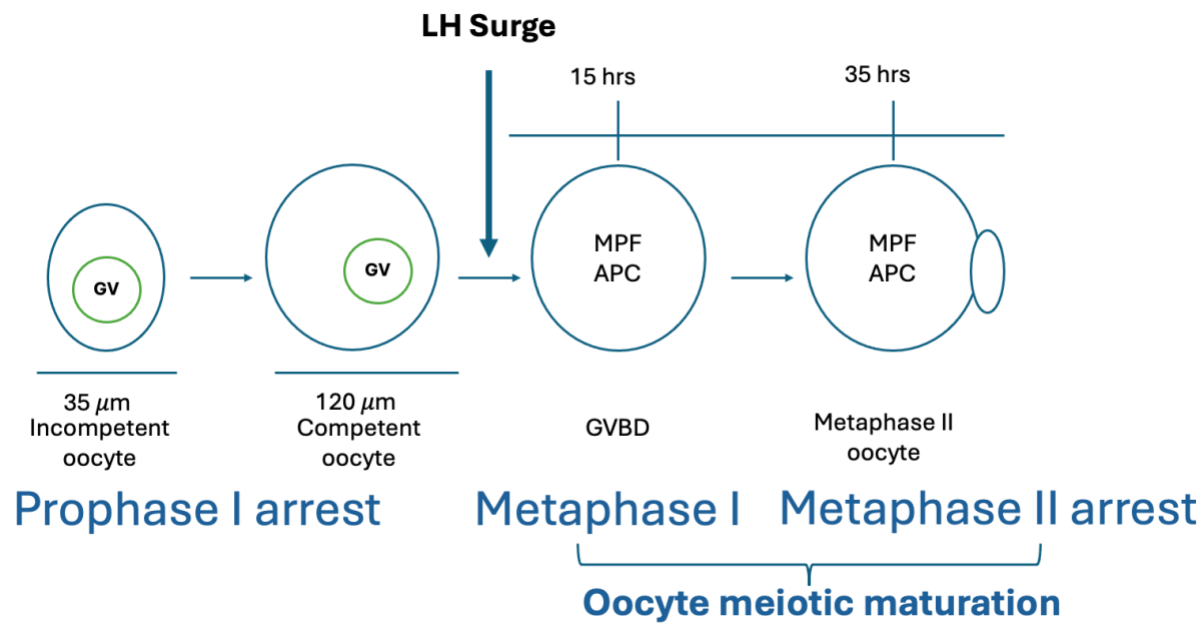 LH Surge
15 hrs
35 hrs
GV
GV
MPF
APC
MPF
APC
35 μm
Incompetent
oocyte
120 μm
Competent
oocyte
GVBD
Metaphase II
oocyte
Prophase I arrest
Metaphase I
Metaphase II arrest
Oocyte meiotic maturation